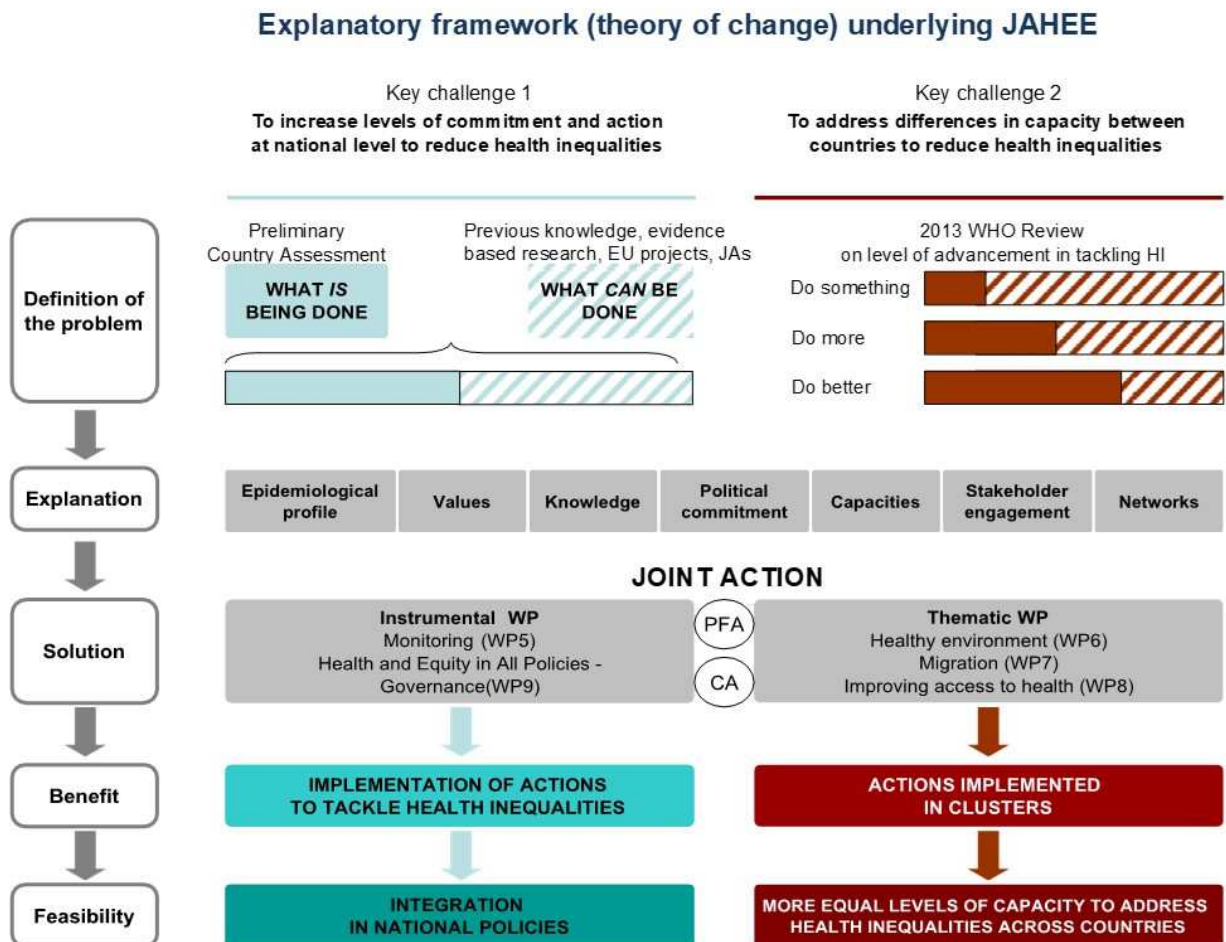 Explanatory framework (theory of change) underlying JAHEE
Key challenge 1
To increase levels of commitment and action
at national level to reduce health inequalities
Key challenge 2
To address differences in capacity between
countries to reduce health inequalities
Definition of
the problem
Preliminary
Country Assessment
WHAT IS
BEING DONE
Previous knowledge, evidence
based research, EU projects, JAs
WHAT CAN BE
DONE
2013 WHO Review
on level of advancement in tackling HI
Do something
Do more
Do better
Explanation
Epidemiological
profile
Values
Knowledge
Political
commitment
Capacities
Stakeholder
engagement
Networks
JOINT ACTION
Solution
Instrumental WP
Monitoring (WP5)
Health and Equity in All Policies -
Governance(WP9)
PFA
CA
Thematic WP
Healthy environment (WP6)
Migration (WP7)
Improving access to health (WP8)
Benefit
IMPLEMENTATION OF ACTIONS
TO TACKLE HEALTH INEQUALITIES
ACTIONS IMPLEMENTED
IN CLUSTERS
Feasibility
INTEGRATION
IN NATIONAL POLICIES
MORE EQUAL LEVELS OF CAPACITY TO ADDRESS
HEALTH INEQUALITIES ACROSS COUNTRIES